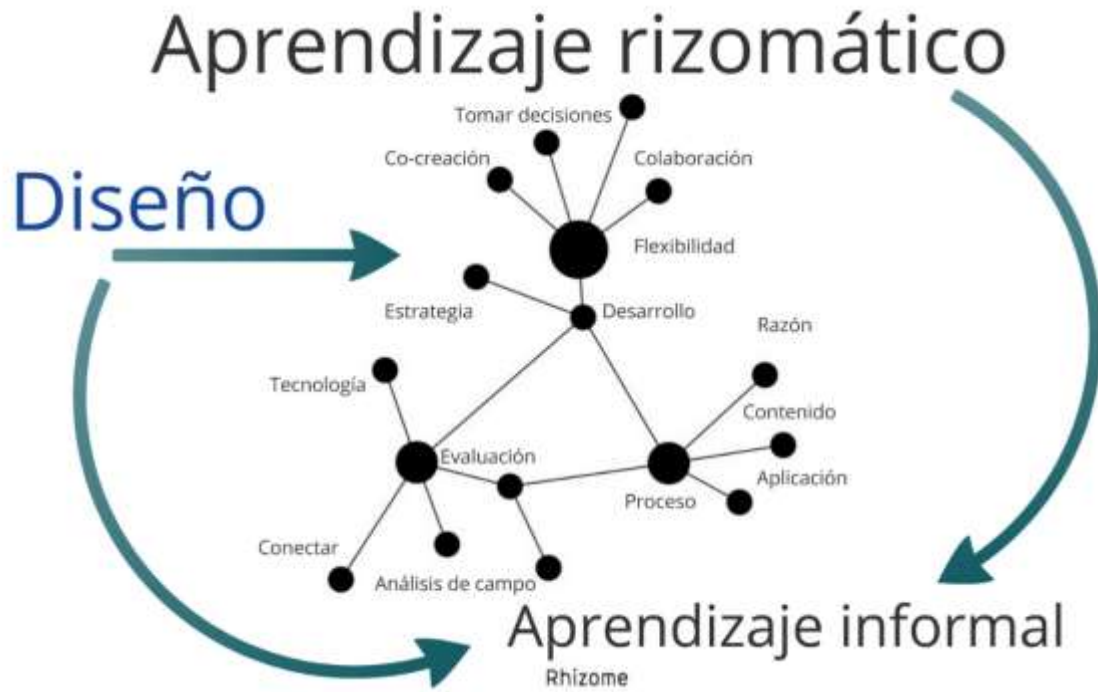 Aprendizaje rizomático
Tomar decisiones
Co-creación
Colaboración
Diseño
Flexibilidad
Estrategia
Desarrollo
Razón
Tecnología
Contenido
Evaluación
Aplicación
Proceso
Conectar
Análisis de campo
Aprendizaje informal
Rhizome